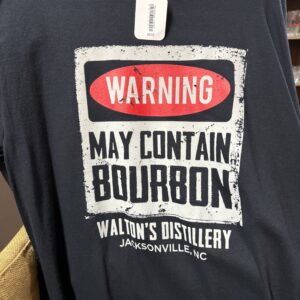 WARNING
MAY CONTAIN
BOURBON
WALTON'S DISTILLERY
JACKSONVILLE, NC